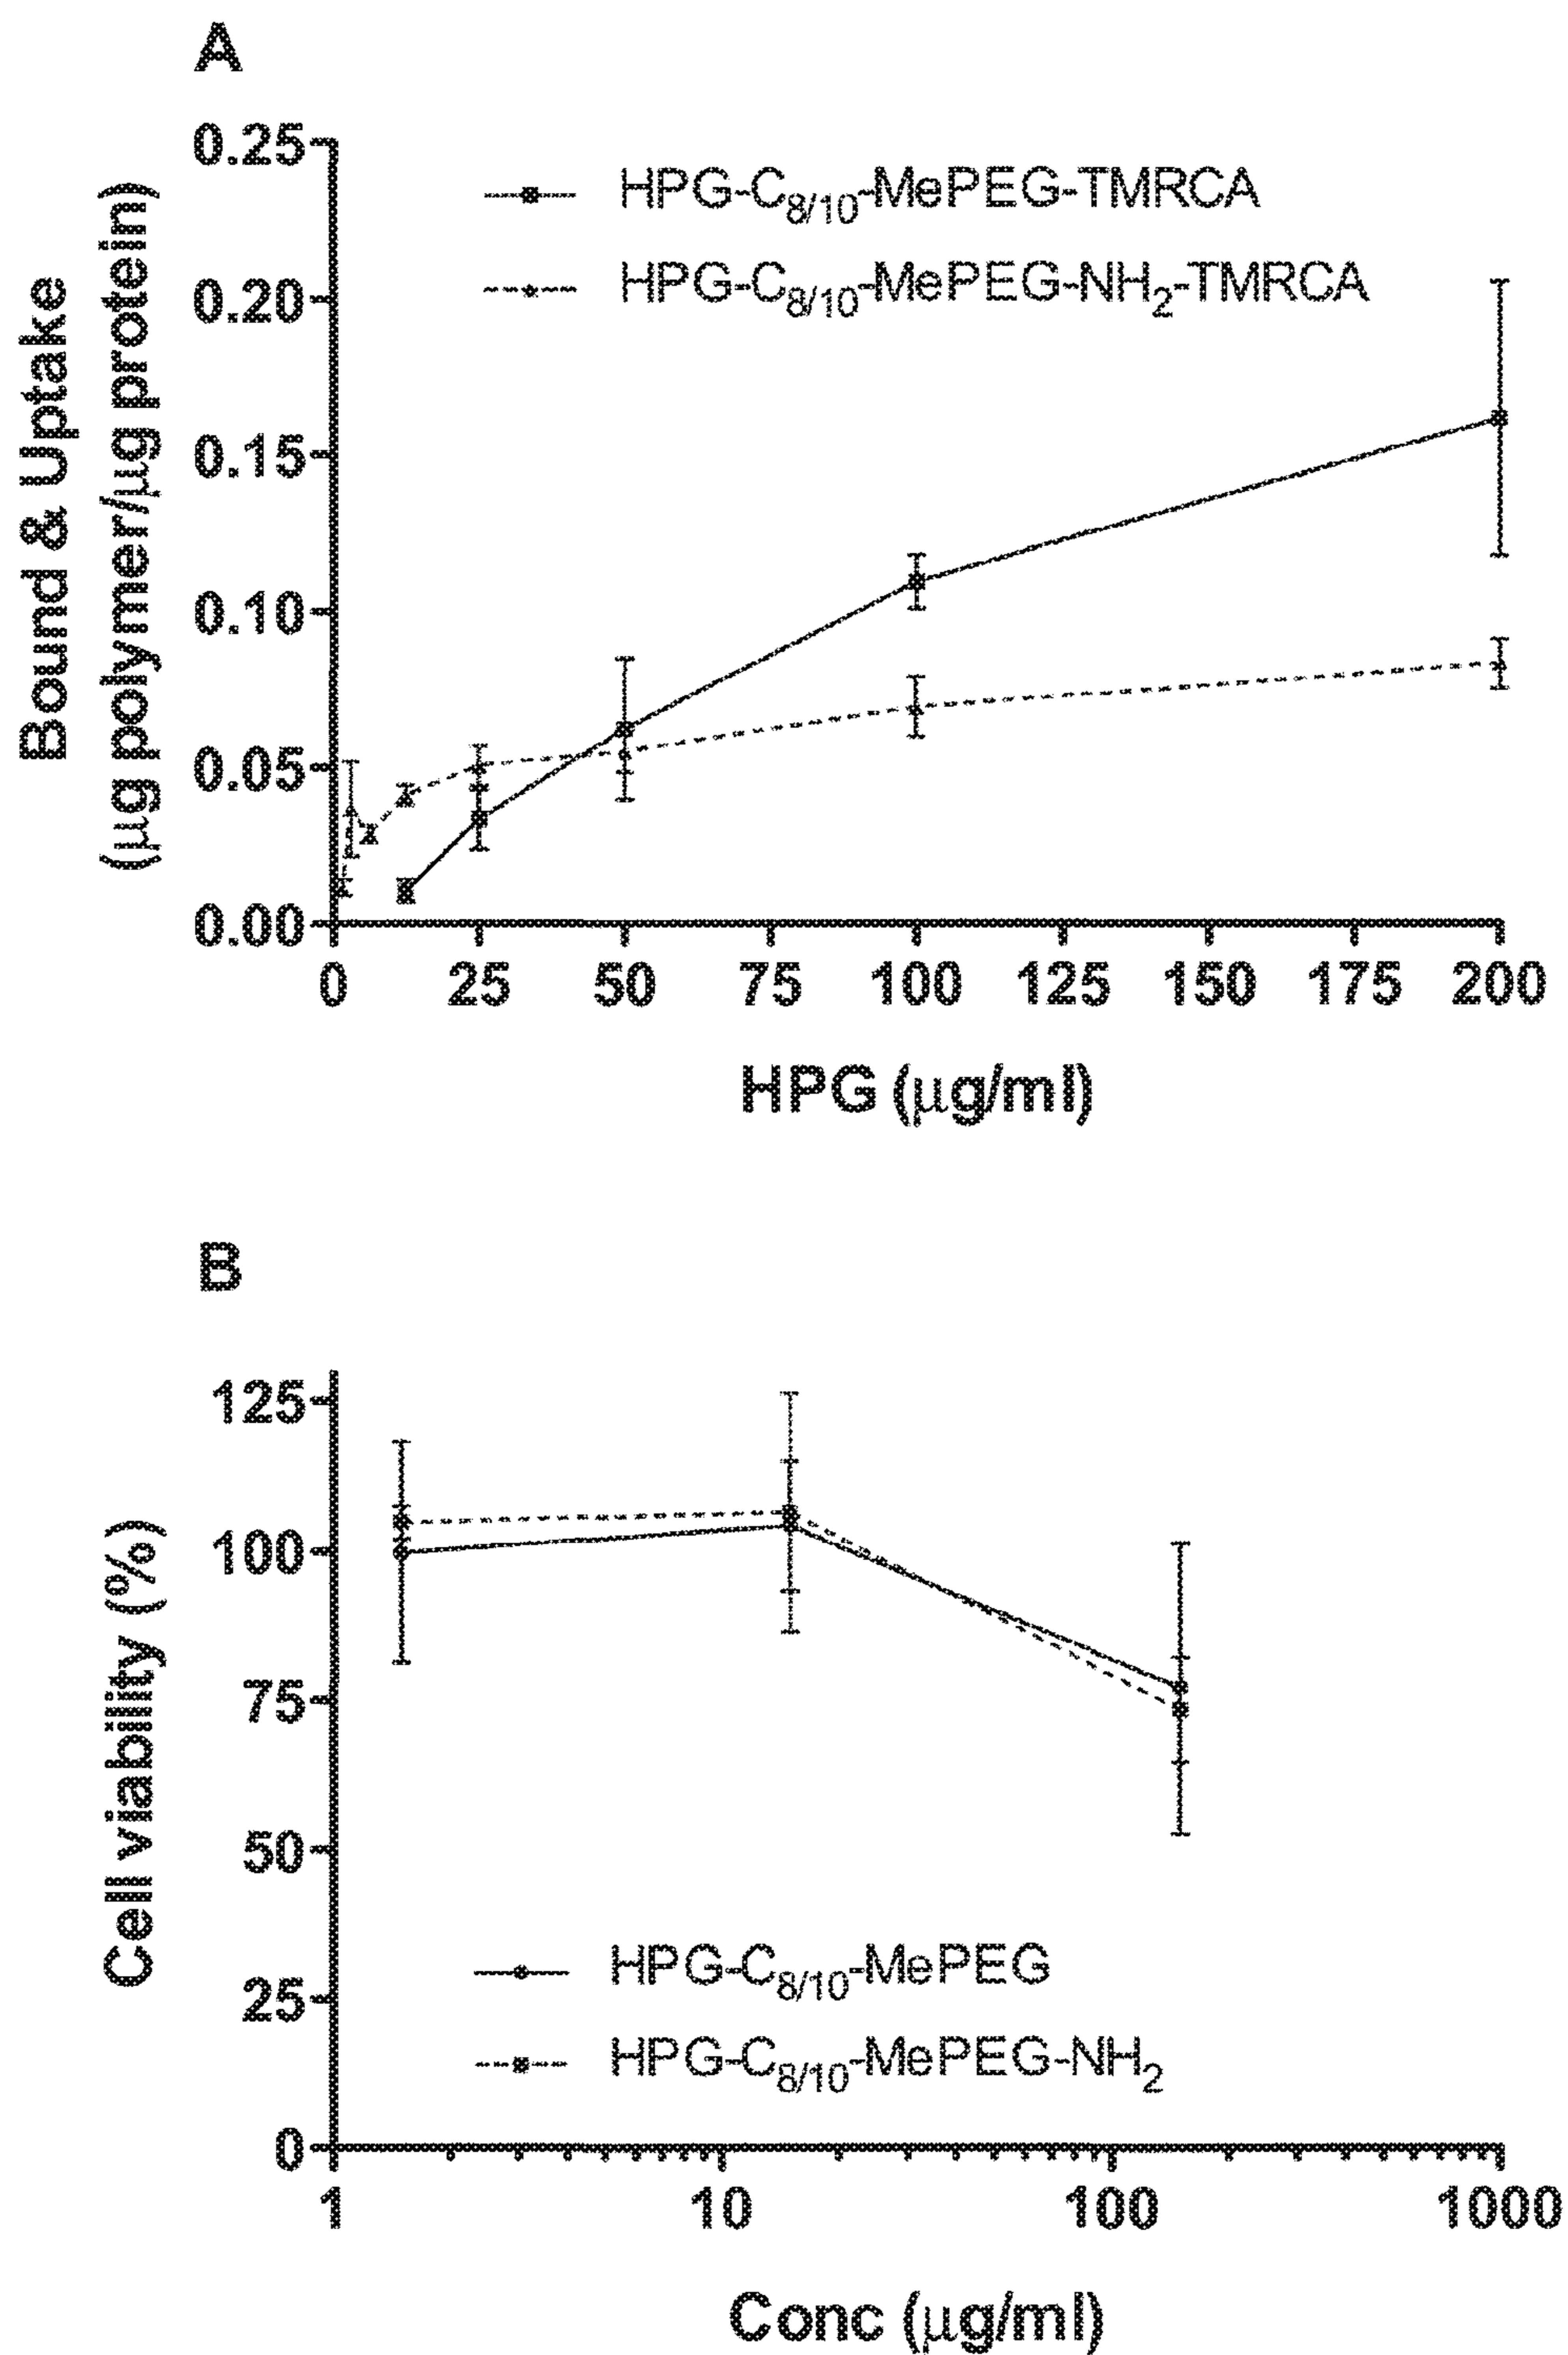 A
Bound & Uptake
(µg polymer/µg protein)
0.25
0.20
0.15
0.10
0.05
0.00
HPG-C8/10-MePEG-TMRCA
HPG-C8/10-MePEG-NH2-TMRCA
0 25 50 75 100 125 150 175 200
HPG (µg/ml)
B
Cell viability (%)
125
100
75
50
25
0
HPG-C8/10-MePEG
HPG-C8/10-MePEG-NH2
1 10 100 1000
Conc (µg/ml)